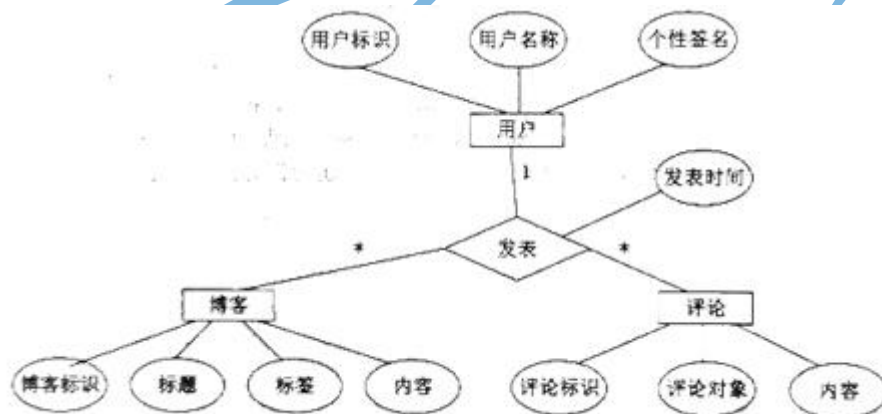 用户标识 用户名称 个性签名
用户
1
发表时间
发表
* *
博客 评论
博客标识 标题 标签 内容 评论标识 评论对象 内容